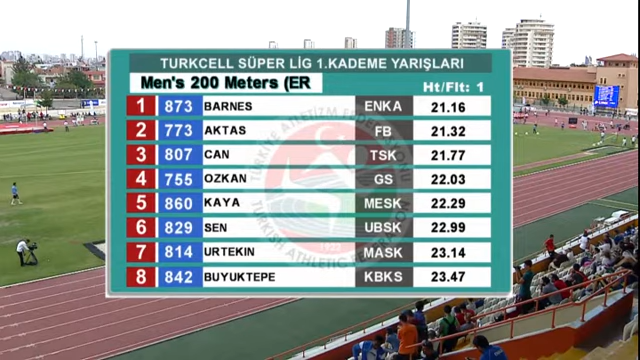 TURKCELL SÜPER LİG 1.KADEME YARIŞLARI
Men's 200 Meters (ER
Ht/Flt: 1
1 873 BARNES ENKA 21.16
2 773 AKTAS FB 21.32
3 807 CAN TSK 21.77
4 755 OZKAN GS 22.03
5 860 KAYA MESK 22.29
6 829 SEN UBSK 22.99
7 814 URTEKIN MASK 23.14
8 842 BUYUKTEPE KBKS 23.47